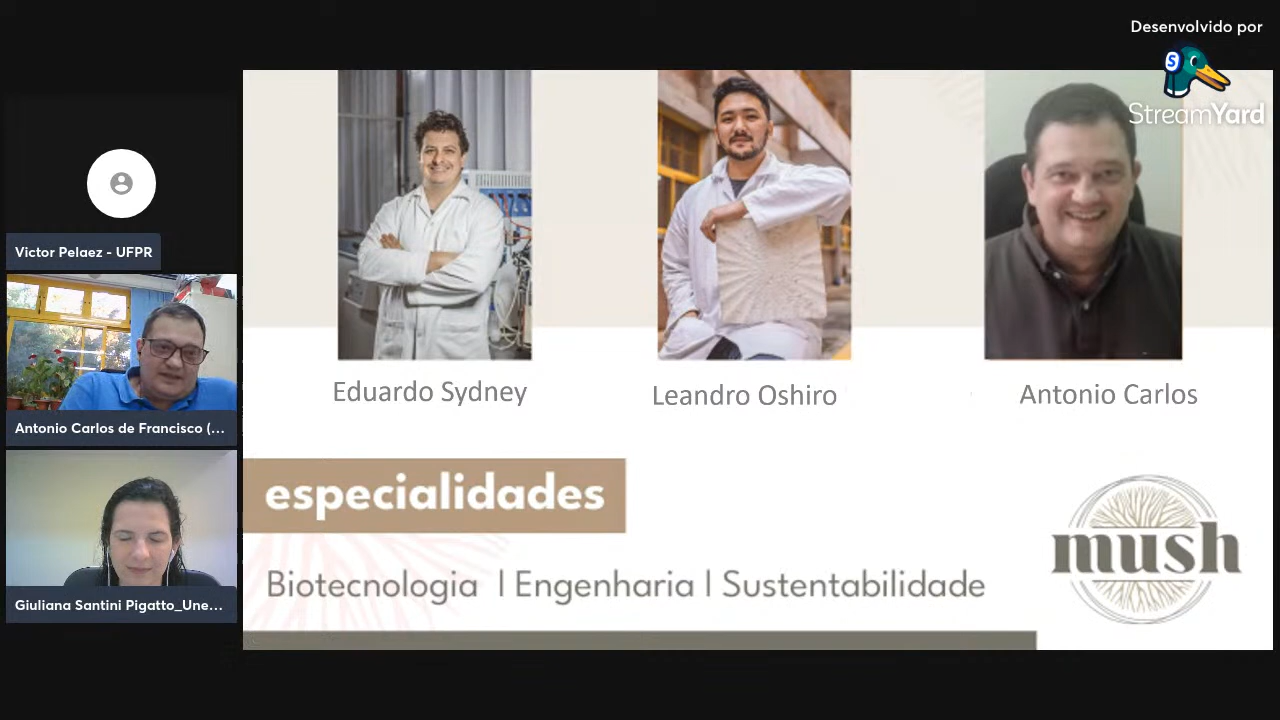 Desenvolvido por
StreamYard
Victor Pelaez - UFPR
Antonio Carlos de Francisco (...
Giuliana Santini Pigatto_Une...
Eduardo Sydney
Leandro Oshiro
Antonio Carlos
especialidades
mush
Biotecnologia | Engenharia | Sustentabilidade